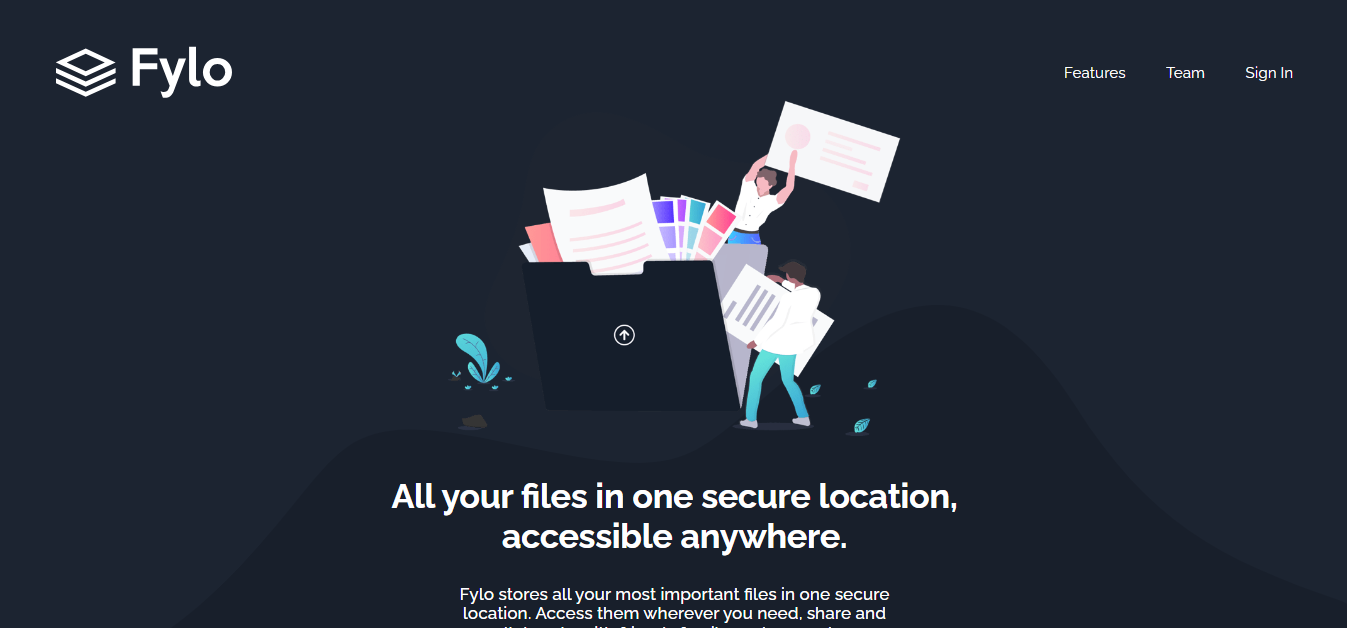 Fylo
Features
Team
Sign In
All your files in one secure location,
accessible anywhere.
Fylo stores all your most important files in one secure
location. Access them wherever you need, share and